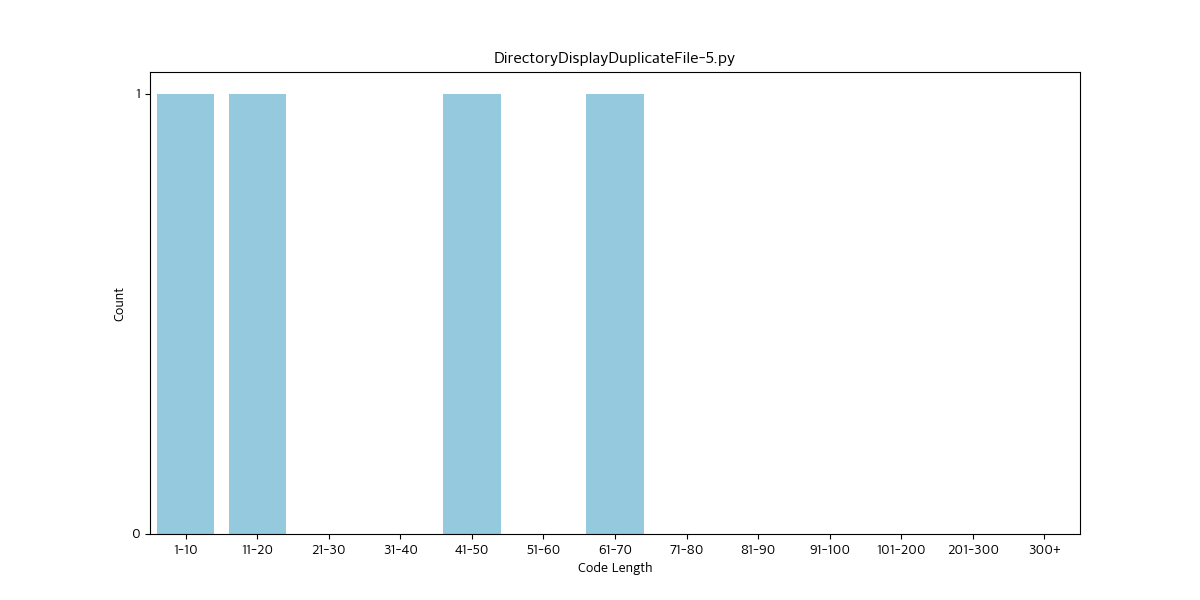 DirectoryDisplayDuplicateFile-5.py
1
Count
0
1-10 11-20 21-30 31-40 41-50 51-60 61-70 71-80 81-90 91-100 101-200 201-300 300+
Code Length